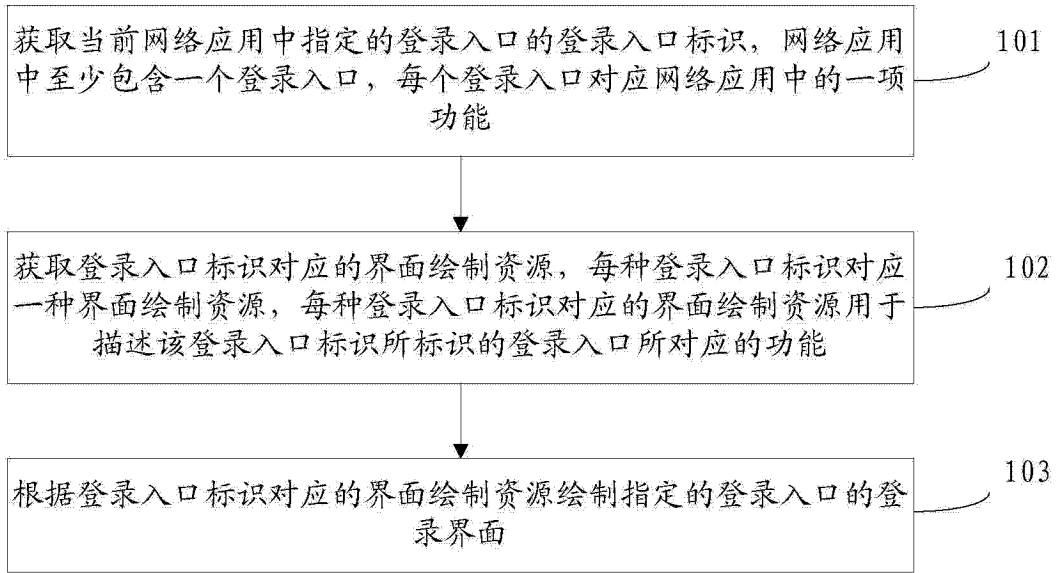 获取当前网络应用中指定的登录入口的登录入口标识，网络应用
中至少包含一个登录入口，每个登录入口对应网络应用中的一项
功能
101
获取登录入口标识对应的界面绘制资源，每种登录入口标识对应
一种界面绘制资源，每种登录入口标识对应的界面绘制资源用于
描述该登录入口标识所标识的登录入口所对应的功能
102
根据登录入口标识对应的界面绘制资源绘制指定的登录入口的登
录界面
103